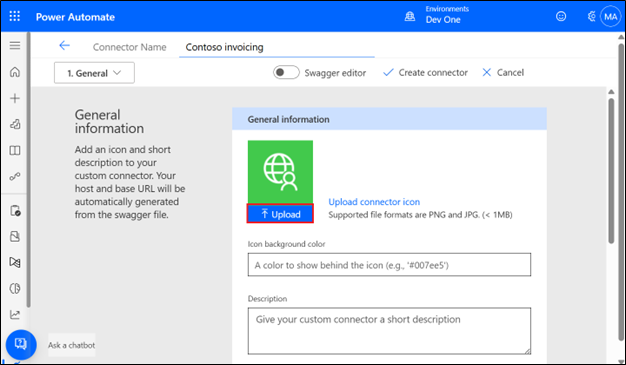 Power Automate
Environments
Dev One
MA
Connector Name
Contoso invoicing
1. General
Swagger editor
Create connector
Cancel
General
information
Add an icon and short
description to your
custom connector. Your
host and base URL will be
automatically generated
from the swagger file.
General information
Upload
Upload connector icon
Supported file formats are PNG and JPG. (< 1MB)
Icon background color
A color to show behind the icon (e.g., '#007ee5')
Description
Give your custom connector a short description
Ask a chatbot